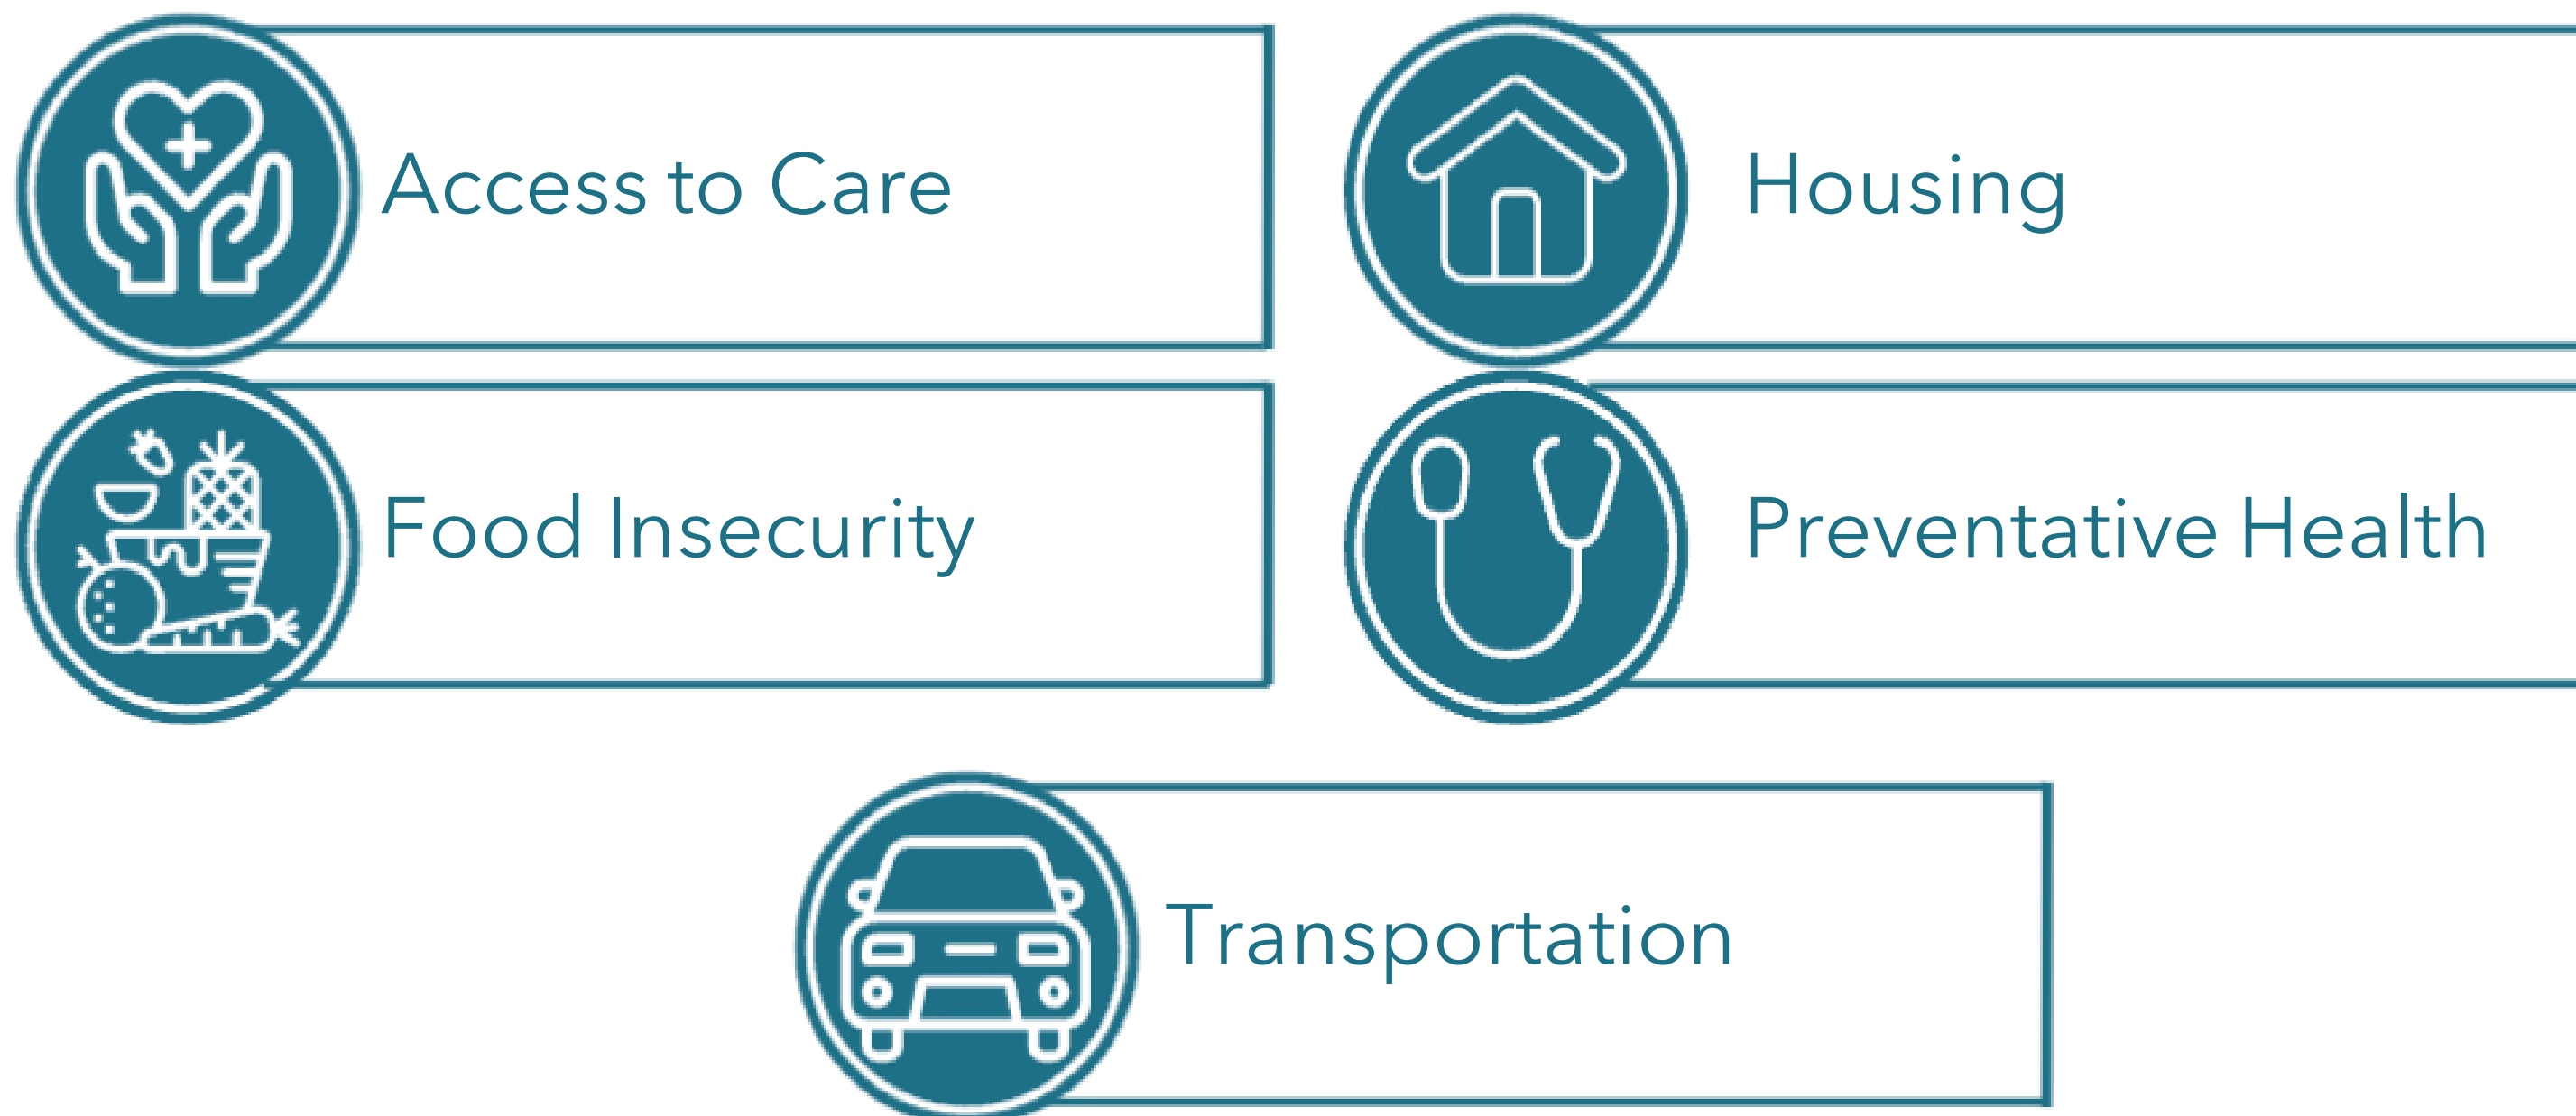 Access to Care
Housing
Food Insecurity
Preventative Health
Transportation